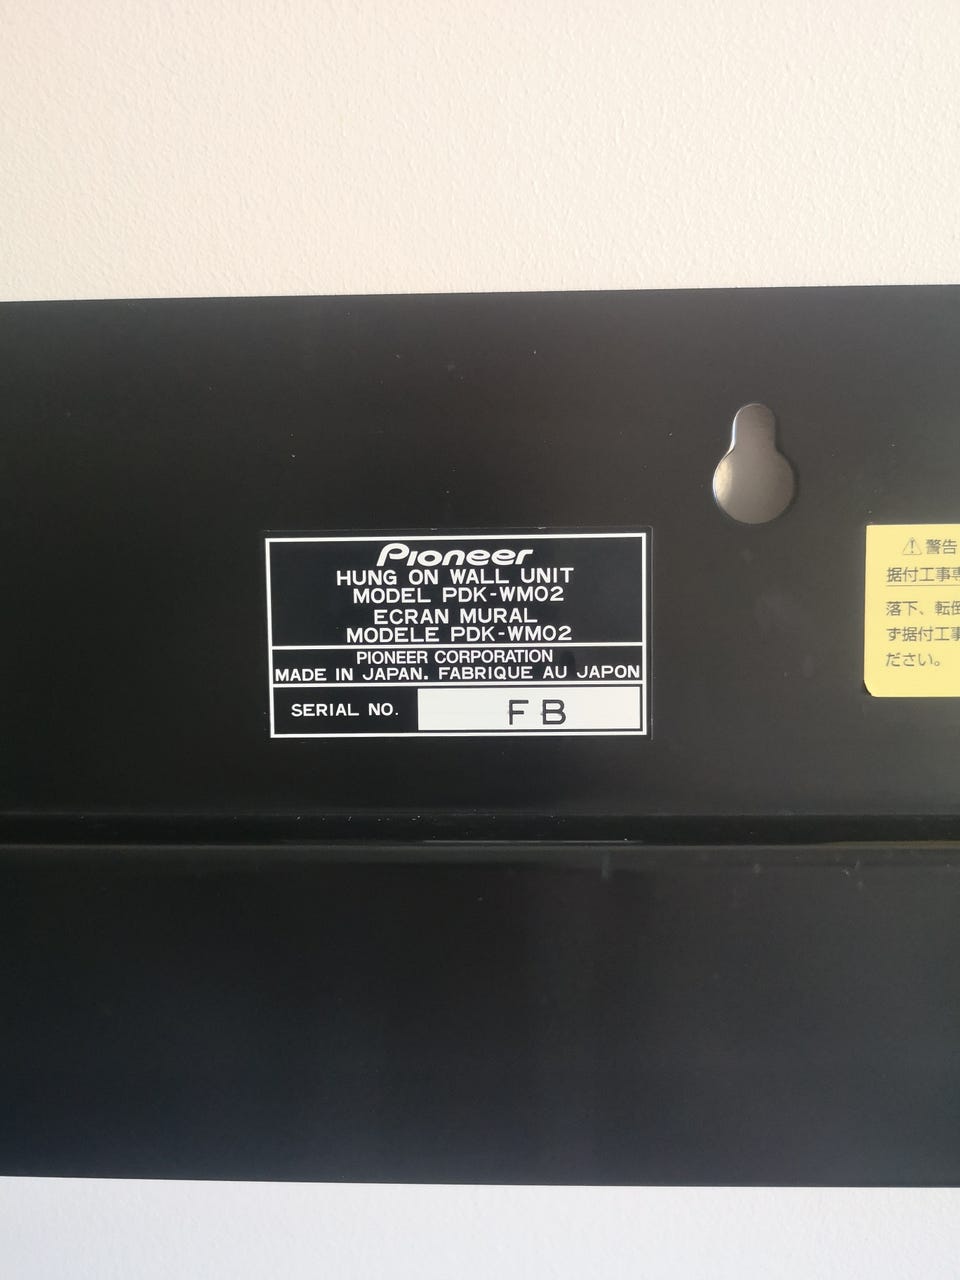 Pioneer
HUNG ON WALL UNIT
MODEL PDK-WM02
ECRAN MURAL
MODELE PDK-WM02
PIONEER CORPORATION
MADE IN JAPAN. FABRIQUE AU JAPON
SERIAL NO. FB
⚠警告
据付工事専
落下、転倒
ず据付工事
ださい。